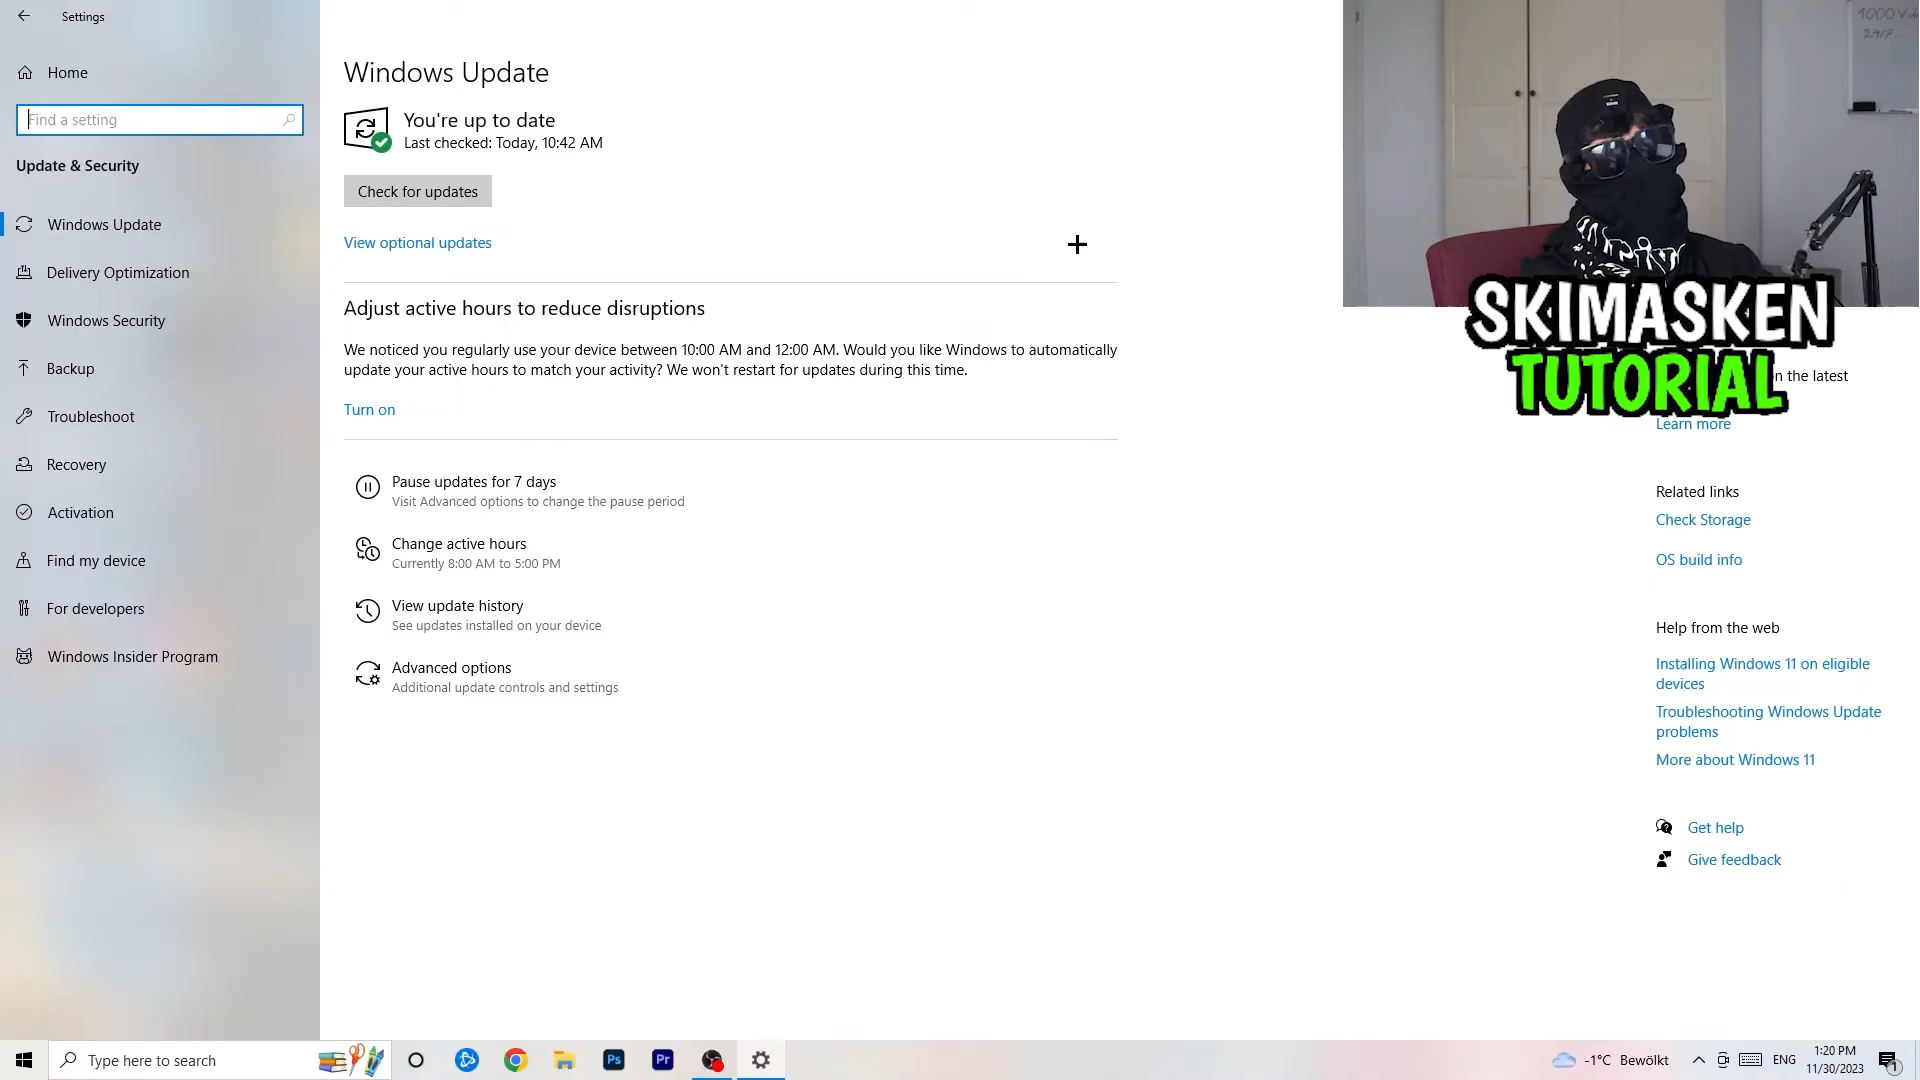 Settings
Home
Find a setting
Update & Security
Windows Update
Delivery Optimization
Windows Security
Backup
Troubleshoot
Recovery
Activation
Find my device
For developers
Windows Insider Program
Windows Update
You're up to date
Last checked: Today, 10:42 AM
Check for updates
View optional updates
Adjust active hours to reduce disruptions
We noticed you regularly use your device between 10:00 AM and 12:00 AM. Would you like Windows to automatically
update your active hours to match your activity? We won't restart for updates during this time.
Turn on
Pause updates for 7 days
Visit Advanced options to change the pause period
Change active hours
Currently 8:00 AM to 5:00 PM
View update history
See updates installed on your device
Advanced options
Additional update controls and settings
1000
24/7
SKIMASKEN
TUTORIAL
on the latest
Learn more
Related links
Check Storage
OS build info
Help from the web
Installing Windows 11 on eligible
devices
Troubleshooting Windows Update
problems
More about Windows 11
Get help
Give feedback
Type here to search
Ps
Pr
-1°C Bewölkt
ENG
1:20 PM
11/30/2023
1